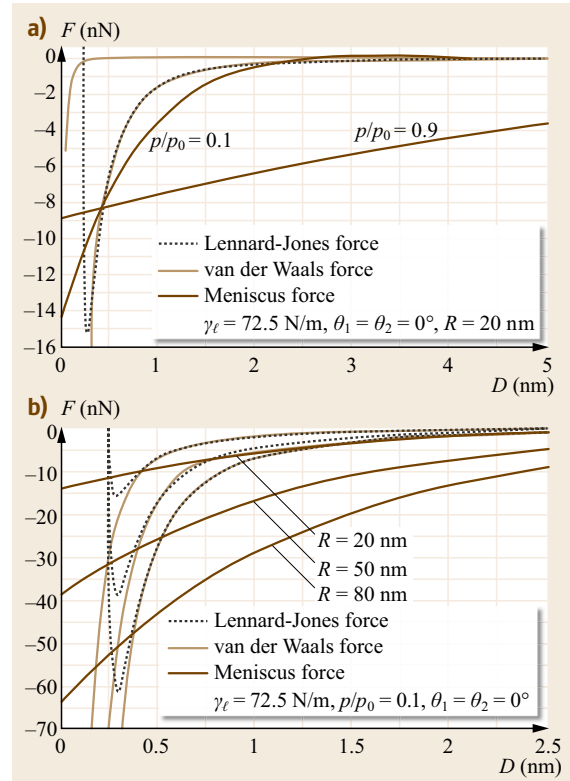 a) F (nN)
0
–2
–4
–6
–8
–10
–12
–14
–16
p/p0 = 0.1
p/p0 = 0.9
Lennard-Jones force
van der Waals force
Meniscus force
γℓ = 72.5 N/m, θ1 = θ2 = 0°, R = 20 nm
0 1 2 3 4 5
D (nm)
b) F (nN)
0
–10
–20
–30
–40
–50
–60
–70
R = 20 nm
R = 50 nm
R = 80 nm
Lennard-Jones force
van der Waals force
Meniscus force
γℓ = 72.5 N/m, p/p0 = 0.1, θ1 = θ2 = 0°
0 0.5 1 1.5 2 2.5
D (nm)